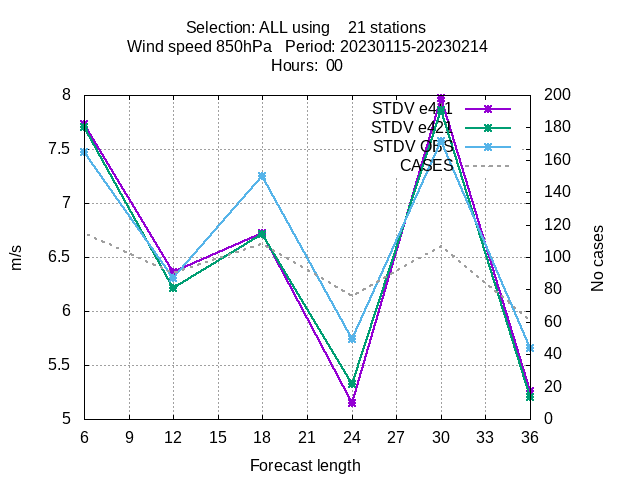 Selection: ALL using 21 stations
Wind speed 850hPa Period: 20230115-20230214
Hours: 00
8 200
STDV
STDV e421
7.5 180
STDV OBS
160
CASES
7 140
120
6.5 100
6 80
60
5.5 40
20
5 0
m/s
No cases
6 9 12 15 18 21 24 27 30 33 36
Forecast length